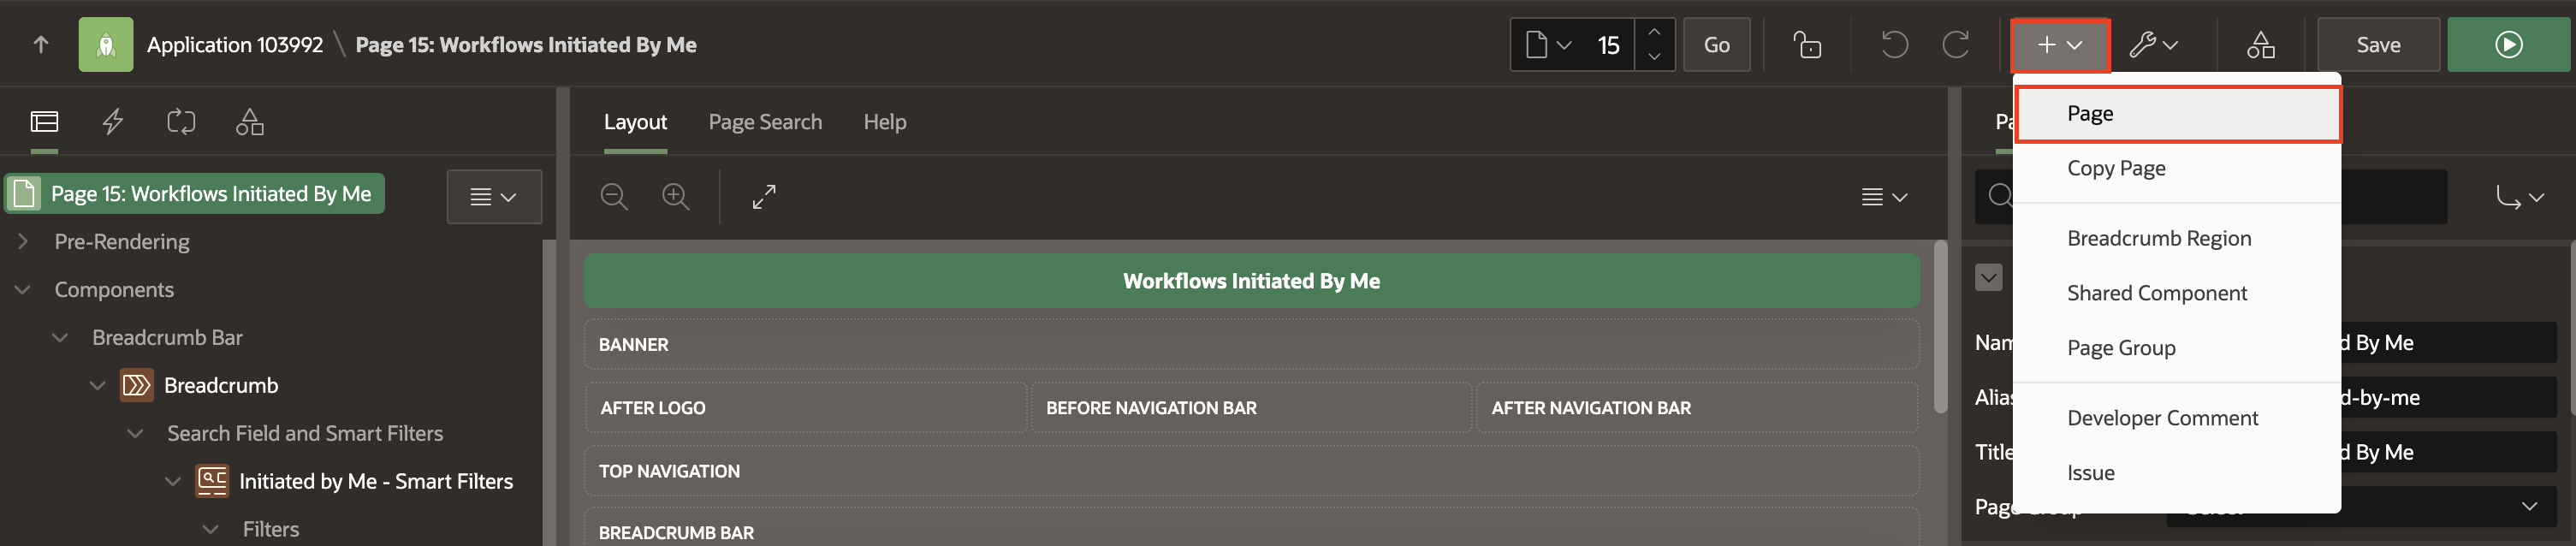 Application 103992 \ Page 15: Workflows Initiated By Me
15
Go
Save
Layout
Page Search
Help
Page 15: Workflows Initiated By Me
Pre-Rendering
Components
Breadcrumb Bar
Breadcrumb
Search Field and Smart Filters
Initiated by Me - Smart Filters
Filters
Workflows Initiated By Me
BANNER
AFTER LOGO
BEFORE NAVIGATION BAR
AFTER NAVIGATION BAR
TOP NAVIGATION
BREADCRUMB BAR
Page
Copy Page
Breadcrumb Region
Shared Component
Page Group
Developer Comment
Issue
Pa
Nam
d By Me
Alias
d-by-me
Title
d By Me